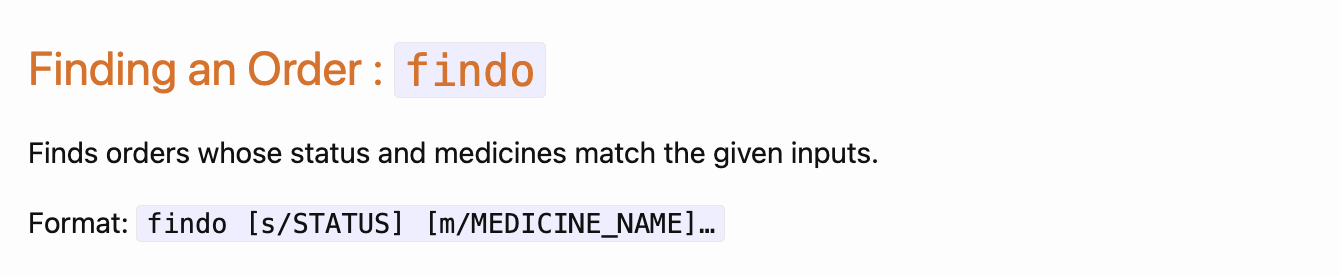 Finding an Order : findo
Finds orders whose status and medicines match the given inputs.
Format: findo [s/STATUS] [m/MEDICINE_NAME]…